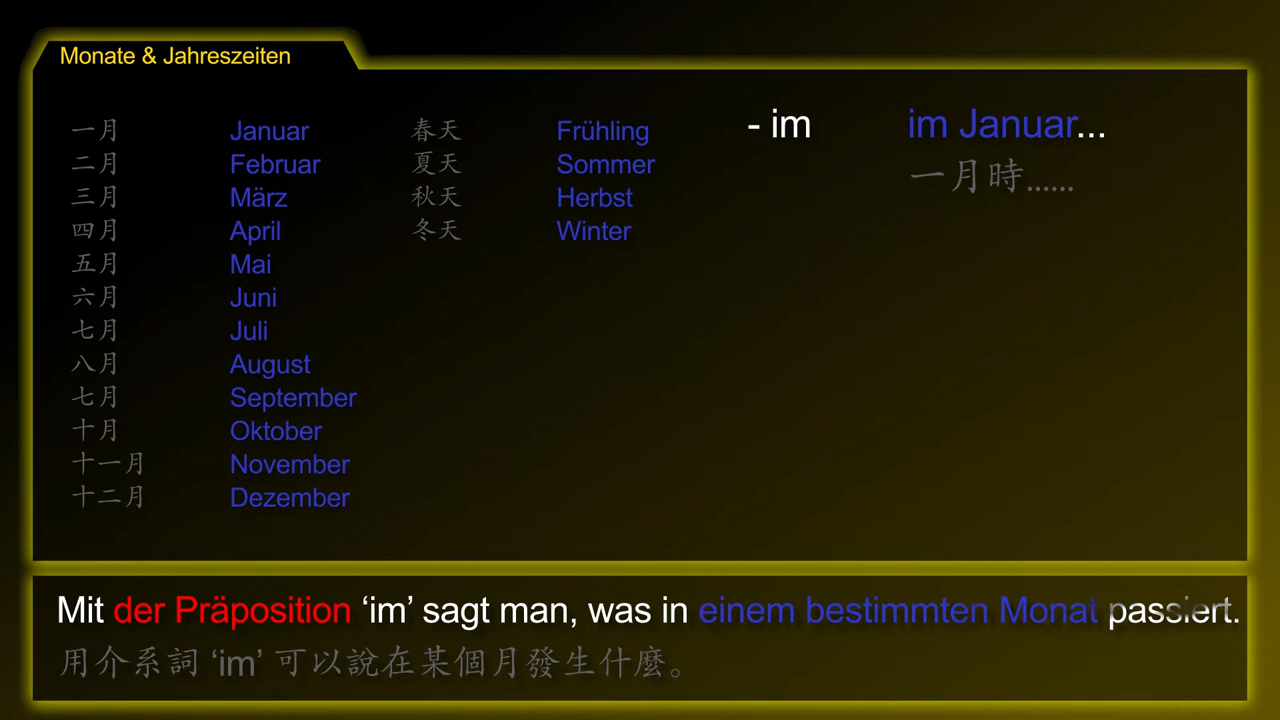 Monate & Jahreszeiten
一月 Januar 春天 Frühling
二月 Februar 夏天 Sommer
三月 März 秋天 Herbst
四月 April 冬天 Winter
五月 Mai
六月 Juni
七月 Juli
八月 August
七月 September
十月 Oktober
十一月 November
十二月 Dezember
- im im Januar...
一月時......
Mit der Präposition ‘im’ sagt man, was in einem bestimmten Monat passiert.
用介系詞 ‘im’ 可以說在某個月發生什麼。